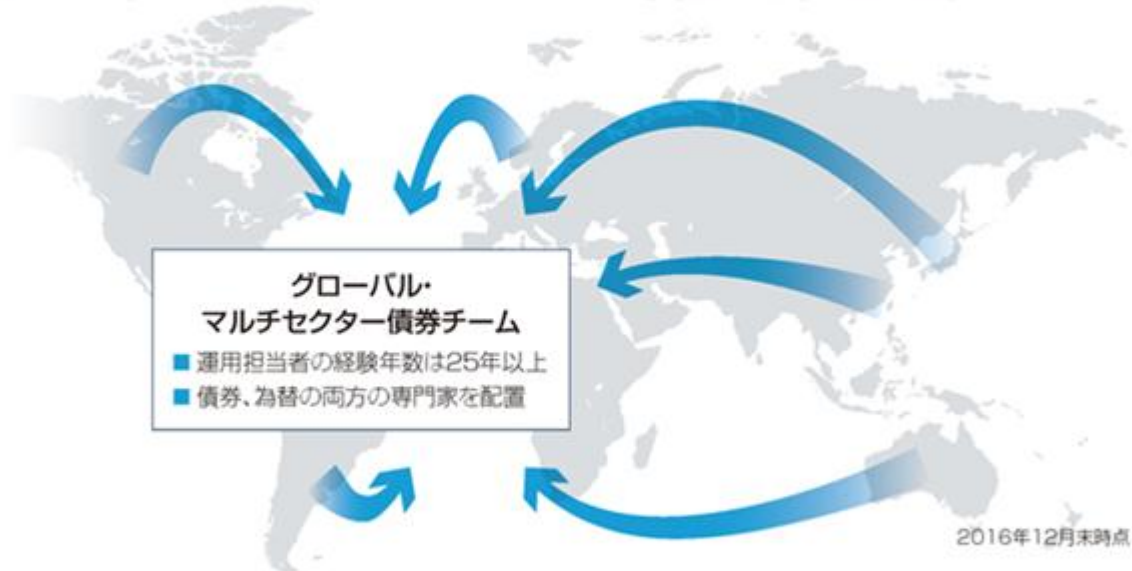 グローバル・
マルチセクター債券チーム
■ 運用担当者の経験年数は25年以上
■ 債券、為替の両方の専門家を配置
2016年12月末時点